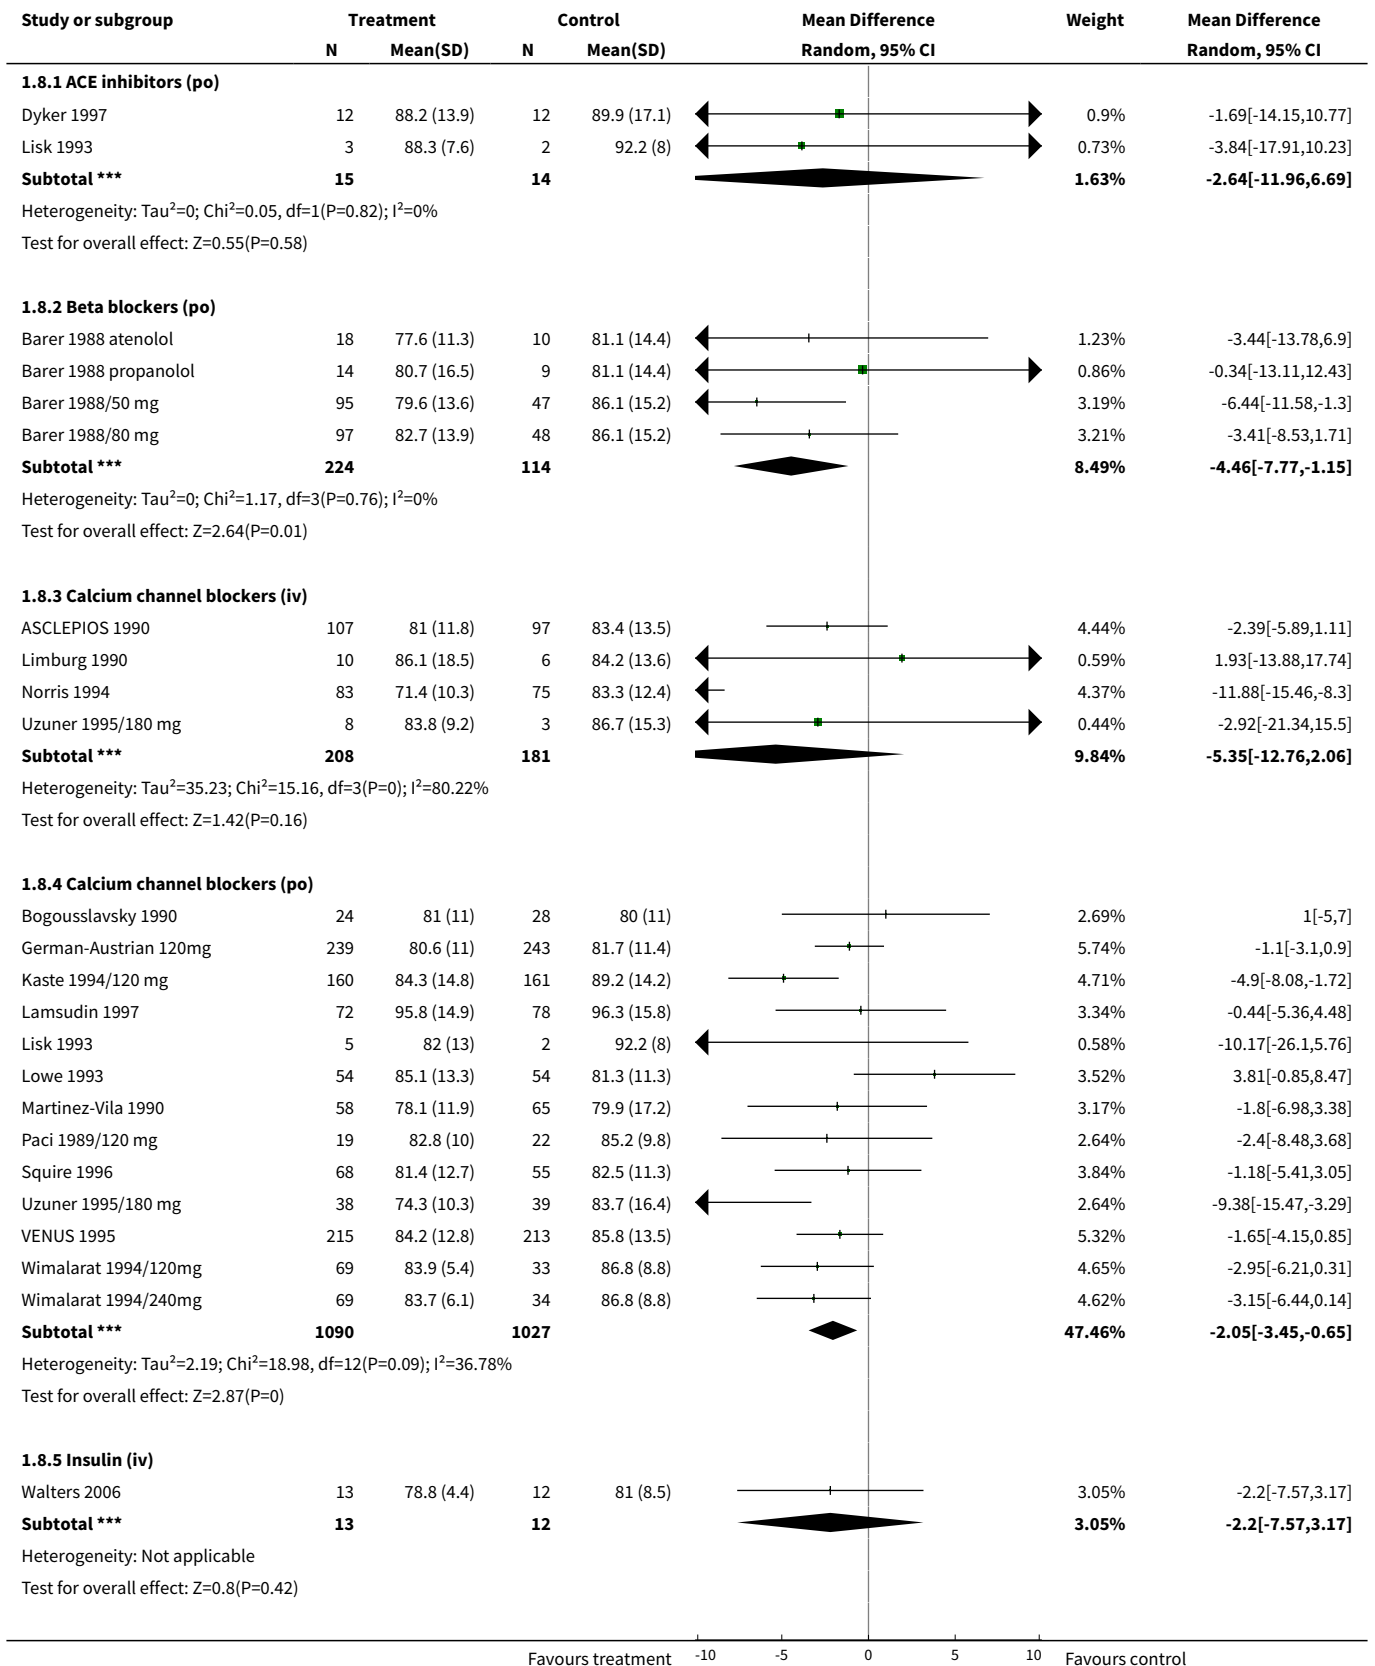 Study or subgroup Treatment Control Mean Difference Weight Mean Difference
N Mean(SD) N Mean(SD) Random, 95% CI Random, 95% CI
1.8.1 ACE inhibitors (po)
Dyker 1997 12 88.2 (13.9) 12 89.9 (17.1) 0.9% -1.69[-14.15,10.77]
Lisk 1993 3 88.3 (7.6) 2 92.2 (8) 0.73% -3.84[-17.91,10.23]
Subtotal *** 15 14 1.63% -2.64[-11.96,6.69]
Heterogeneity: Tau²=0; Chi²=0.05, df=1(P=0.82); I²=0%
Test for overall effect: Z=0.55(P=0.58)
1.8.2 Beta blockers (po)
Barer 1988 atenolol 18 77.6 (11.3) 10 81.1 (14.4) 1.23% -3.44[-13.78,6.9]
Barer 1988 propanolol 14 80.7 (16.5) 9 81.1 (14.4) 0.86% -0.34[-13.11,12.43]
Barer 1988/50 mg 95 79.6 (13.6) 47 86.1 (15.2) 3.19% -6.44[-11.58,-1.3]
Barer 1988/80 mg 97 82.7 (13.9) 48 86.1 (15.2) 3.21% -3.41[-8.53,1.71]
Subtotal *** 224 114 8.49% -4.46[-7.77,-1.15]
Heterogeneity: Tau²=0; Chi²=1.17, df=3(P=0.76); I²=0%
Test for overall effect: Z=2.64(P=0.01)
1.8.3 Calcium channel blockers (iv)
ASCLEPIOS 1990 107 81 (11.8) 97 83.4 (13.5) 4.44% -2.39[-5.89,1.11]
Limburg 1990 10 86.1 (18.5) 6 84.2 (13.6) 0.59% 1.93[-13.88,17.74]
Norris 1994 83 71.4 (10.3) 75 83.3 (12.4) 4.37% -11.88[-15.46,-8.3]
Uzuner 1995/180 mg 8 83.8 (9.2) 3 86.7 (15.3) 0.44% -2.92[-21.34,15.5]
Subtotal *** 208 181 9.84% -5.35[-12.76,2.06]
Heterogeneity: Tau²=35.23; Chi²=15.16, df=3(P=0); I²=80.22%
Test for overall effect: Z=1.42(P=0.16)
1.8.4 Calcium channel blockers (po)
Bogousslavsky 1990 24 81 (11) 28 80 (11) 2.69% 1[-5,7]
German-Austrian 120mg 239 80.6 (11) 243 81.7 (11.4) 5.74% -1.1[-3.1,0.9]
Kaste 1994/120 mg 160 84.3 (14.8) 161 89.2 (14.2) 4.71% -4.9[-8.08,-1.72]
Lamsudin 1997 72 95.8 (14.9) 78 96.3 (15.8) 3.34% -0.44[-5.36,4.48]
Lisk 1993 5 82 (13) 2 92.2 (8) 0.58% -10.17[-26.1,5.76]
Lowe 1993 54 85.1 (13.3) 54 81.3 (11.3) 3.52% 3.81[-0.85,8.47]
Martinez-Vila 1990 58 78.1 (11.9) 65 79.9 (17.2) 3.17% -1.8[-6.98,3.38]
Paci 1989/120 mg 19 82.8 (10) 22 85.2 (9.8) 2.64% -2.4[-8.48,3.68]
Squire 1996 68 81.4 (12.7) 55 82.5 (11.3) 3.84% -1.18[-5.41,3.05]
Uzuner 1995/180 mg 38 74.3 (10.3) 39 83.7 (16.4) 2.64% -9.38[-15.47,-3.29]
VENUS 1995 215 84.2 (12.8) 213 85.8 (13.5) 5.32% -1.65[-4.15,0.85]
Wimalarat 1994/120mg 69 83.9 (5.4) 33 86.8 (8.8) 4.65% -2.95[-6.21,0.31]
Wimalarat 1994/240mg 69 83.7 (6.1) 34 86.8 (8.8) 4.62% -3.15[-6.44,0.14]
Subtotal *** 1090 1027 47.46% -2.05[-3.45,-0.65]
Heterogeneity: Tau²=2.19; Chi²=18.98, df=12(P=0.09); I²=36.78%
Test for overall effect: Z=2.87(P=0)
1.8.5 Insulin (iv)
Walters 2006 13 78.8 (4.4) 12 81 (8.5) 3.05% -2.2[-7.57,3.17]
Subtotal *** 13 12 3.05% -2.2[-7.57,3.17]
Heterogeneity: Not applicable
Test for overall effect: Z=0.8(P=0.42)
Favours treatment -10 -5 0 5 10 Favours control